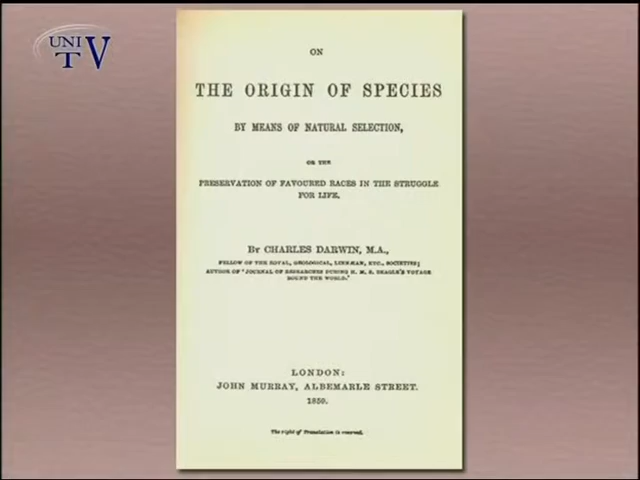 UNI
TV
ON
THE ORIGIN OF SPECIES
BY MEANS OF NATURAL SELECTION,
OR THE
PRESERVATION OF FAVOURED RACES IN THE STRUGGLE
FOR LIFE.
BY CHARLES DARWIN, M.A.,
FELLOW OF THE ROYAL, GEOLOGICAL, LINNÆAN, ETC., SOCIETIES;
AUTHOR OF 'JOURNAL OF RESEARCHES DURING H. M. S. BEAGLE'S VOYAGE
ROUND THE WORLD.'
LONDON:
JOHN MURRAY, ALBEMARLE STREET.
1859.
The right of Translation is reserved.